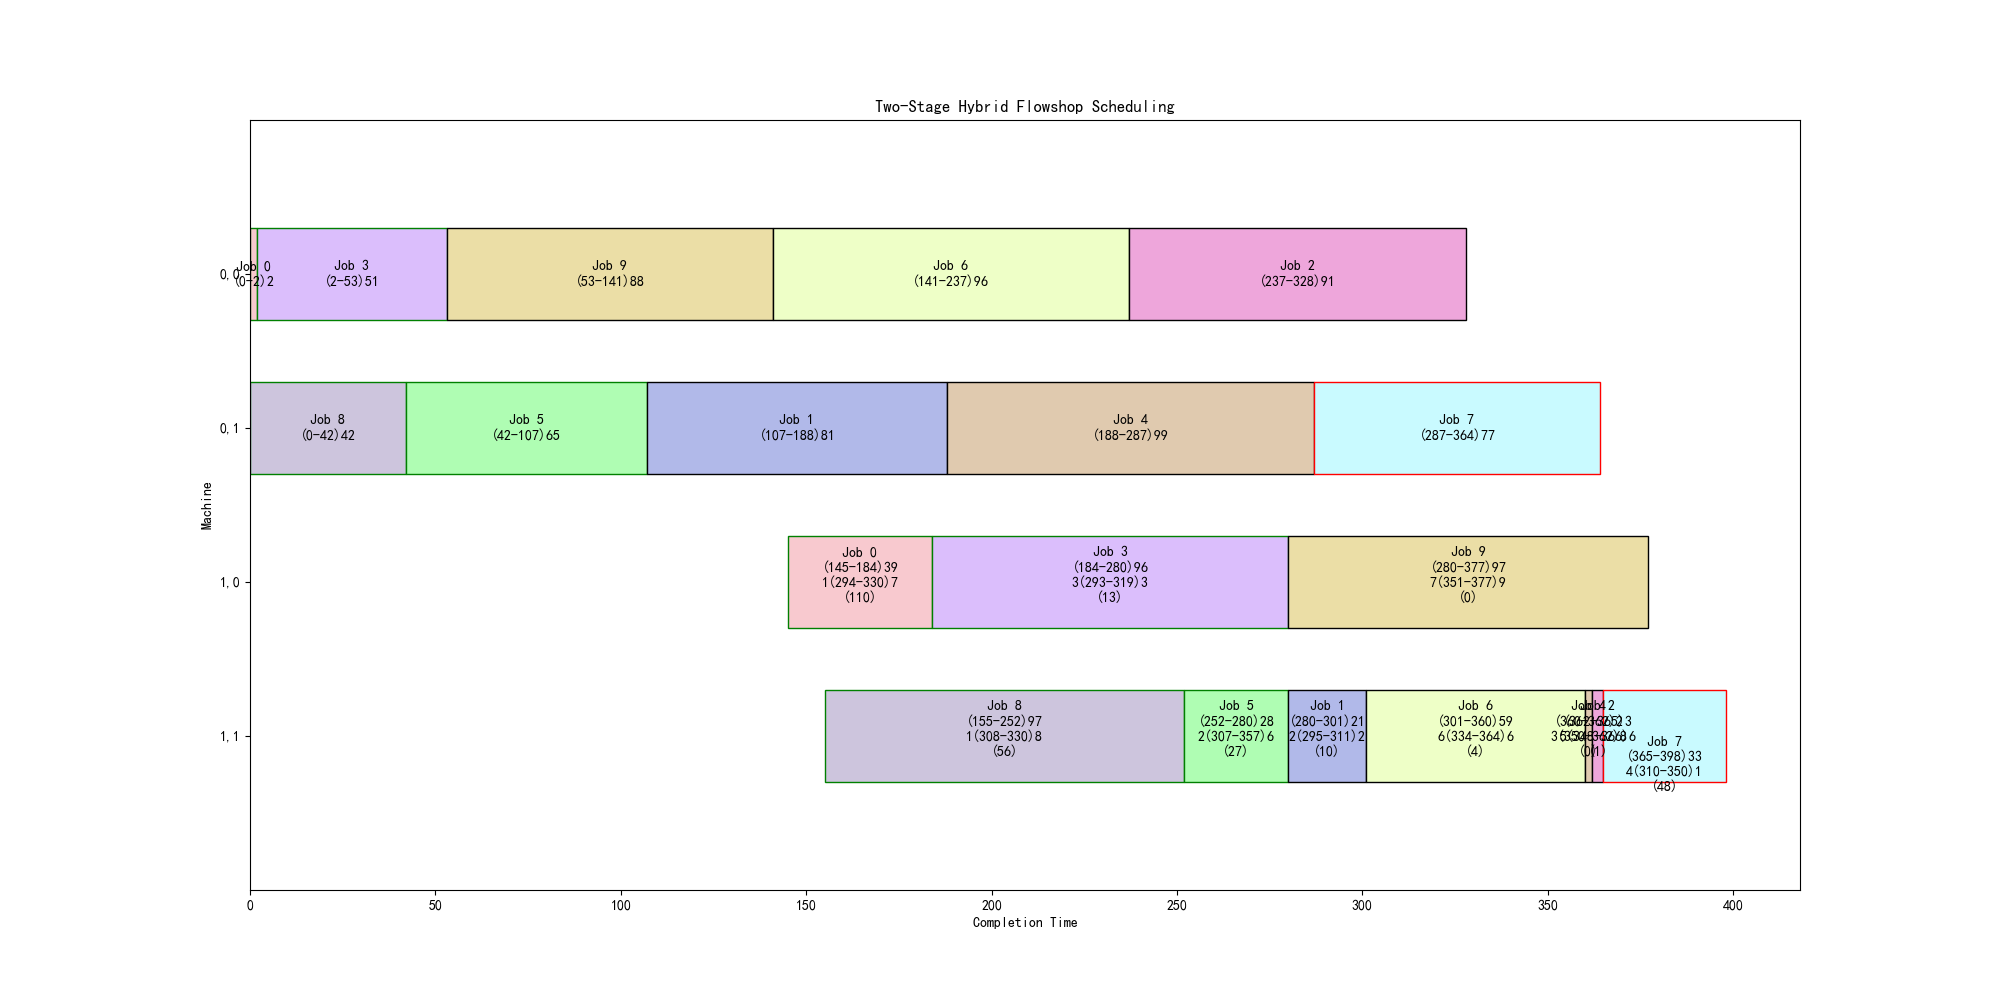 Two-Stage Hybrid Flowshop Scheduling
0,0
Job 0
(0-2)2
Job 3
(2-53)51
Job 9
(53-141)88
Job 6
(141-237)96
Job 2
(237-328)91
0,1
Job 8
(0-42)42
Job 5
(42-107)65
Job 1
(107-188)81
Job 4
(188-287)99
Job 7
(287-364)77
Machine
1,0
Job 0
(145-184)39
1(294-330)7
(110)
Job 3
(184-280)96
3(293-319)3
(13)
Job 9
(280-377)97
7(351-377)9
(0)
1,1
Job 8
(155-252)97
1(308-330)8
(56)
Job 5
(252-280)28
2(307-357)6
(27)
Job 1
(280-301)21
2(295-311)2
(10)
Job 6
(301-360)59
6(334-364)6
(4)
Job 7
(365-398)33
4(310-350)1
(48)
0
50
100
150
200
250
300
350
400
Completion Time